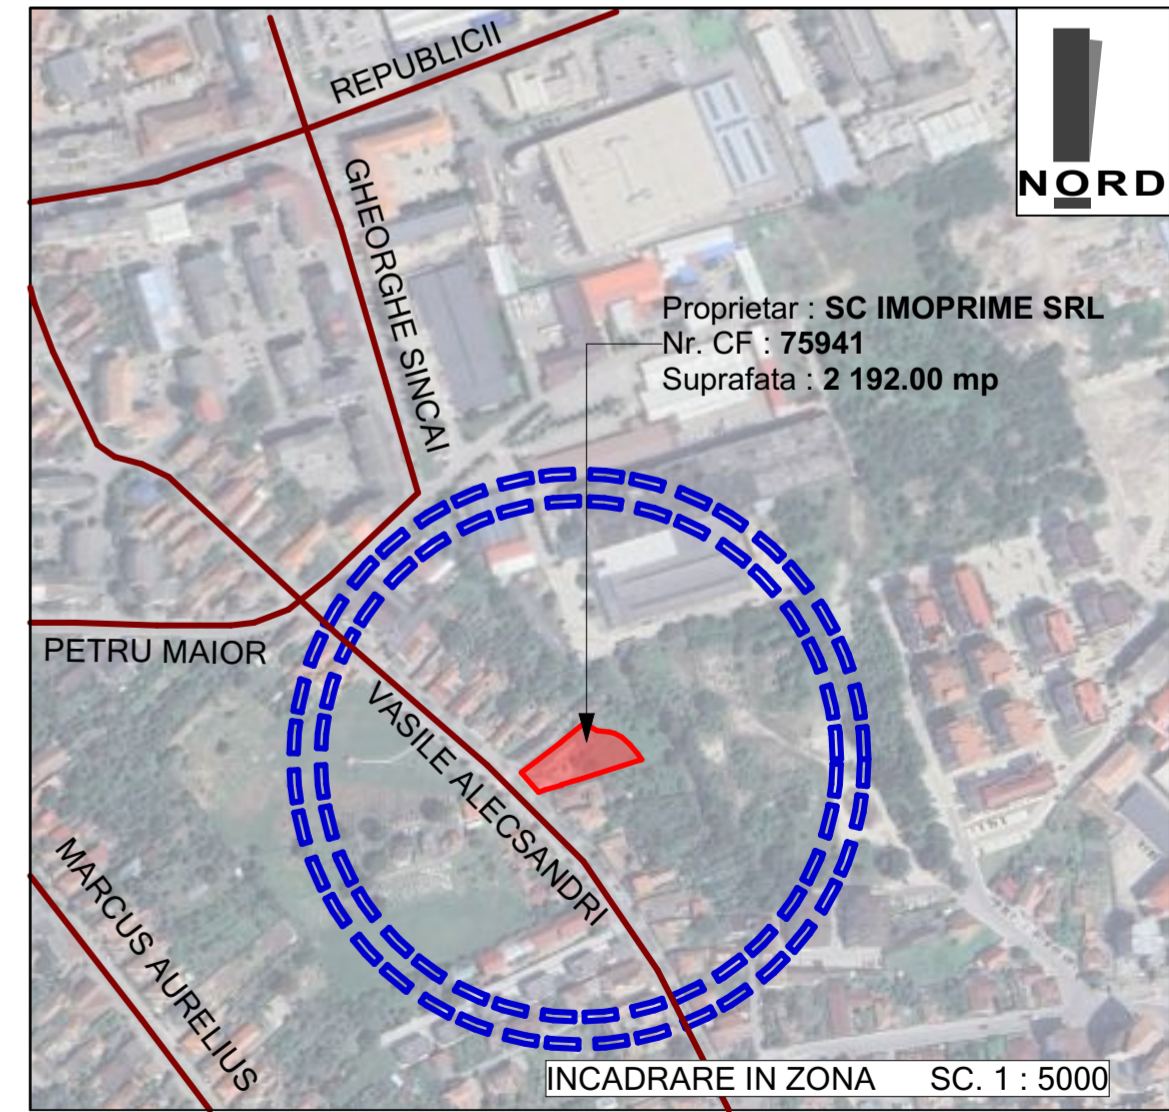 REPUBLICII
NORD
GHEORGHE SINCAI
Proprietar : SC IMOPRIME SRL
Nr. CF : 75941
Suprafata : 2 192.00 mp
PETRU MAIOR
VASILE ALECSANDRI
MARCUS AURELIUS
INCADRARE IN ZONA SC. 1 : 5000